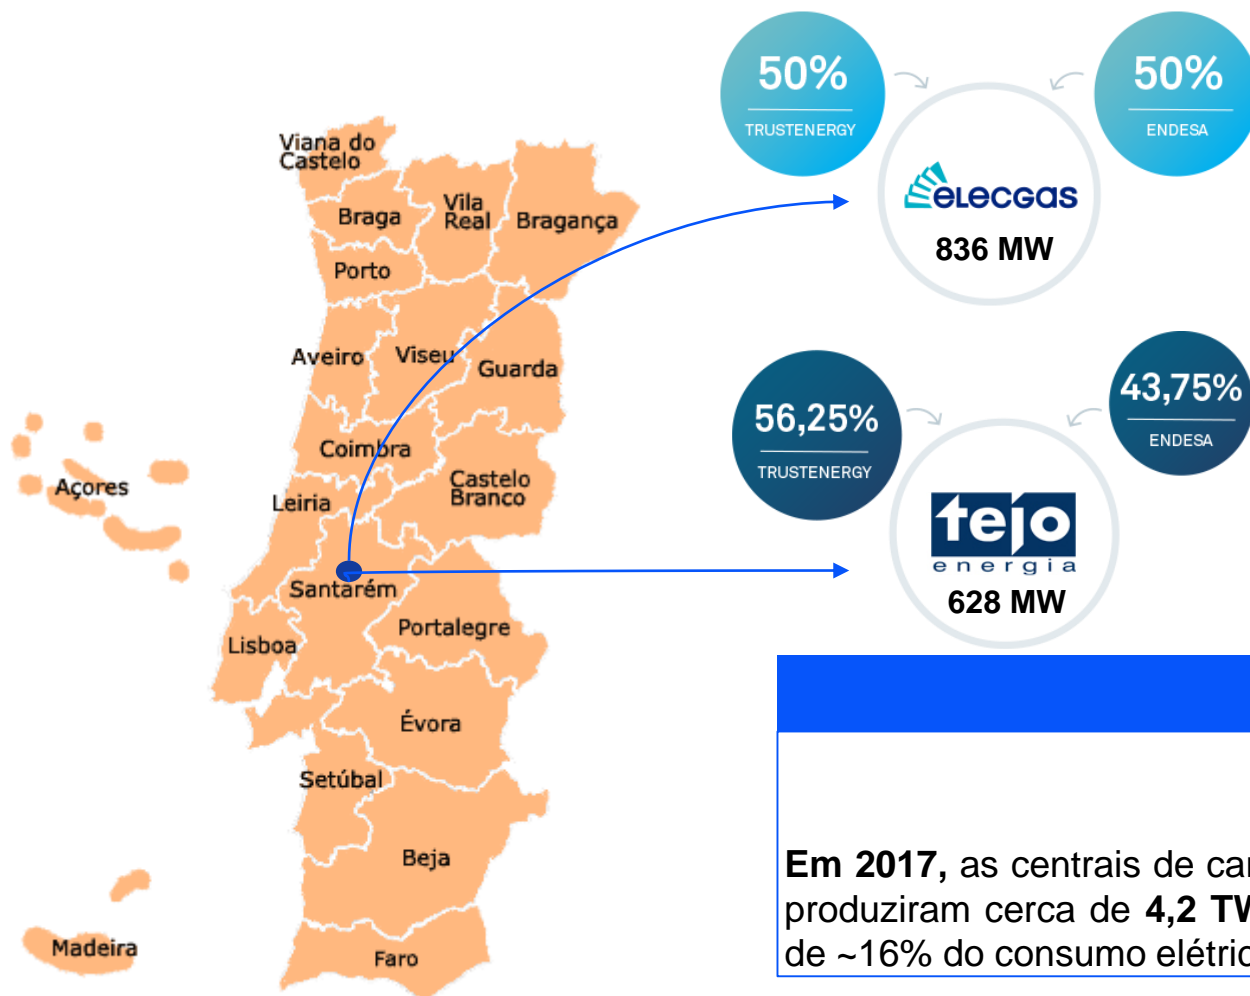 50%
TRUSTENERGY
50%
ENDESA
elecgas
836 MW
56,25%
TRUSTENERGY
43,75%
ENDESA
tejo
energia
628 MW
Viana do
Castelo
Braga
Vila
Real
Bragança
Porto
Aveiro
Viseu
Guarda
Coimbra
Castelo
Branco
Leiria
Açores
Santarém
Portalegre
Lisboa
Évora
Setúbal
Beja
Madeira
Faro
Em 2017, as centrais de
produziram cerca de 4,2
de ~16% do consumo